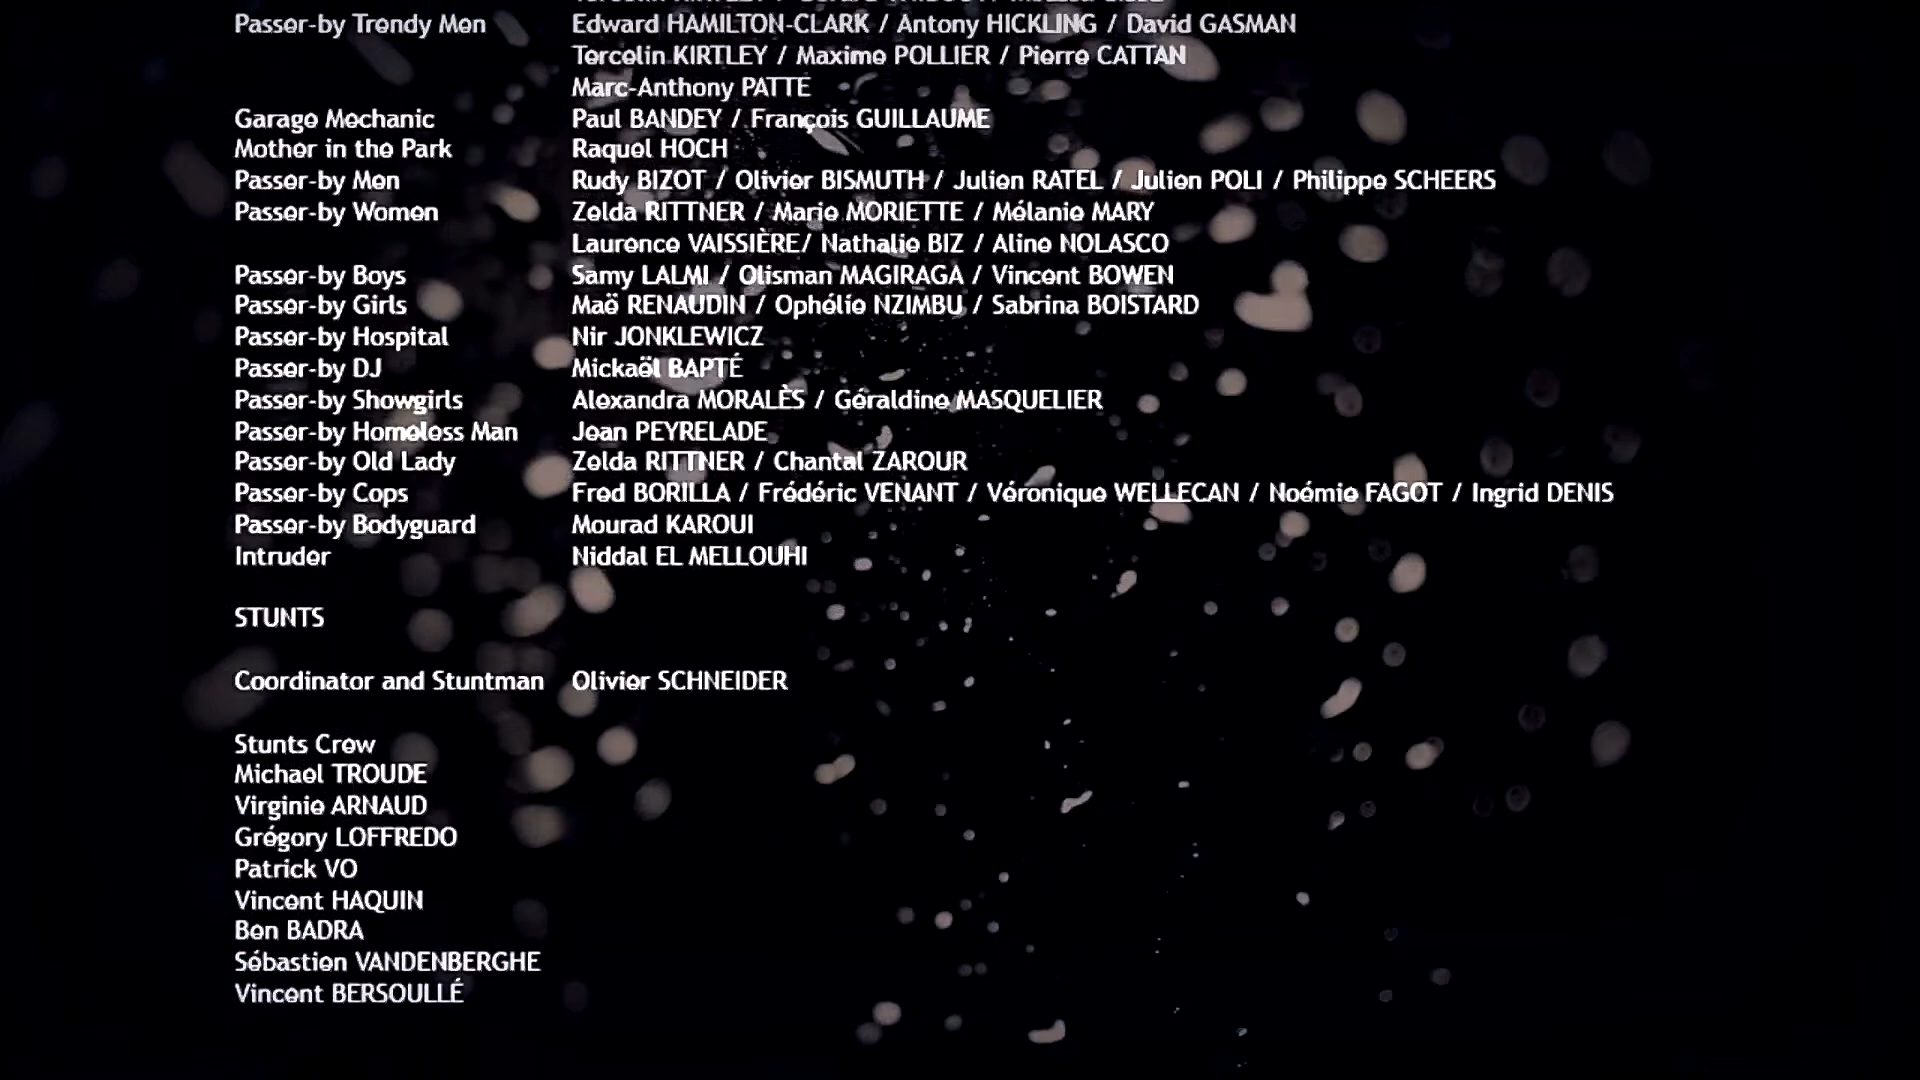 Passer-by Trendy Men Edward HAMILTON-CLARK / Antony HICKLING / David GASMAN
Tercelin KIRTLEY / Maxime POLLIER / Pierre CATTAN
Marc-Anthony PATTE
Garage Mechanic Paul BANDEY / François GUILLAUME
Mother in the Park Raquel HOCH
Passer-by Men Rudy BIZOT / Olivier BISMUTH / Julien RATEL / Julien POLI / Philippe SCHEERS
Passer-by Women Zelda RITTNER / Marie MORIETTE / Mélanie MARY
Laurence VAISSIÈRE/ Nathalie BIZ / Aline NOLASCO
Passer-by Boys Samy LALMI / Olisman MAGIRAGA / Vincent BOWEN
Passer-by Girls Maë RENAUDIN / Ophélie NZIMBU / Sabrina BOISTARD
Passer-by Hospital Nir JONKLEWICZ
Passer-by DJ Mickaël BAPTÉ
Passer-by Showgirls Alexandra MORALÈS / Géraldine MASQUELIER
Passer-by Homeless Man Jean PEYRELADE
Passer-by Old Lady Zelda RITTNER / Chantal ZAROUR
Passer-by Cops Fred BORILLA / Frédéric VENANT / Véronique WELLECAN / Noémie FAGOT / Ingrid DENIS
Passer-by Bodyguard Mourad KAROUI
Intruder Niddal EL MELLOUHI
STUNTS
Coordinator and Stuntman Olivier SCHNEIDER
Stunts Crew
Michael TROUDE
Virginie ARNAUD
Grégory LOFFREDO
Patrick VO
Vincent HAQUIN
Ben BADRA
Sébastien VANDENBERGHE
Vincent BERSOULLÉ